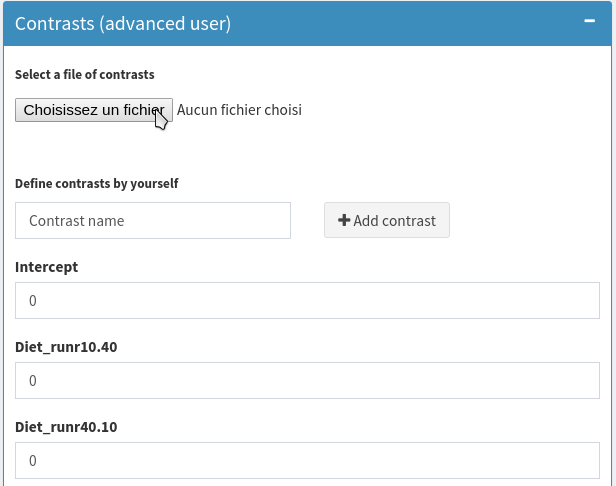 Contrasts (advanced user)
Select a file of contrasts
Choisissez un fichier Aucun fichier choisi
Define contrasts by yourself
Contrast name
Add contrast
Intercept
0
Diet_runr10.40
0
Diet_runr40.10
0